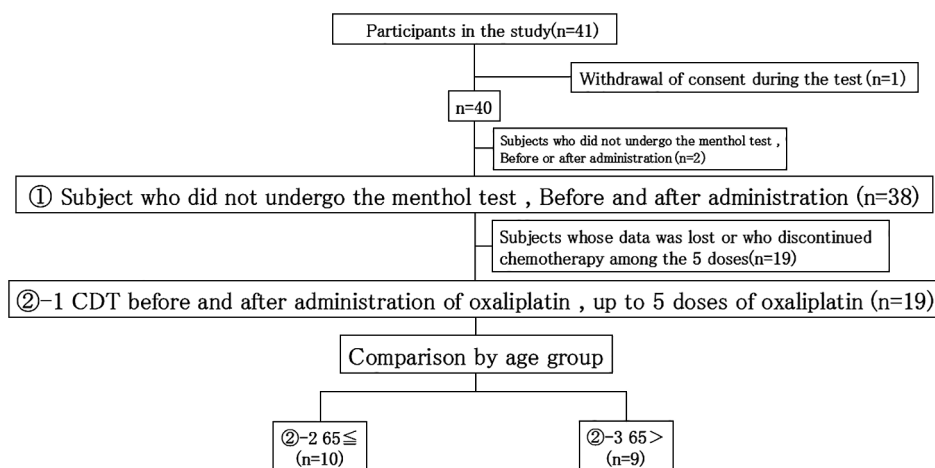 Participants in the study(n=41)
Withdrawal of consent during the test(n=1)
n=40
Subjects who did not undergo the menthol test ,
Before or after administration(n=2)
① Subject who did not undergo the menthol test , Before and after administration (n=38)
Subjects whose data was lost or who discontinued
chemotherapy among the 5 doses(n=19)
②-1 CDT before and after administration of oxaliplatin , up to 5 doses of oxaliplatin (n=19)
Comparison by age group
②-2 65≦
(n=10)
②-3 65>
(n=9)